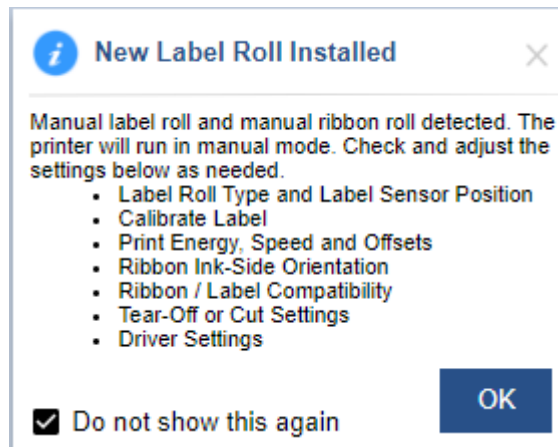 New Label Roll Installed
Manual label roll and manual ribbon roll detected. The
printer will run in manual mode. Check and adjust the
settings below as needed.
• Label Roll Type and Label Sensor Position
• Calibrate Label
• Print Energy, Speed and Offsets
• Ribbon Ink-Side Orientation
• Ribbon / Label Compatibility
• Tear-Off or Cut Settings
• Driver Settings
OK
Do not show this again